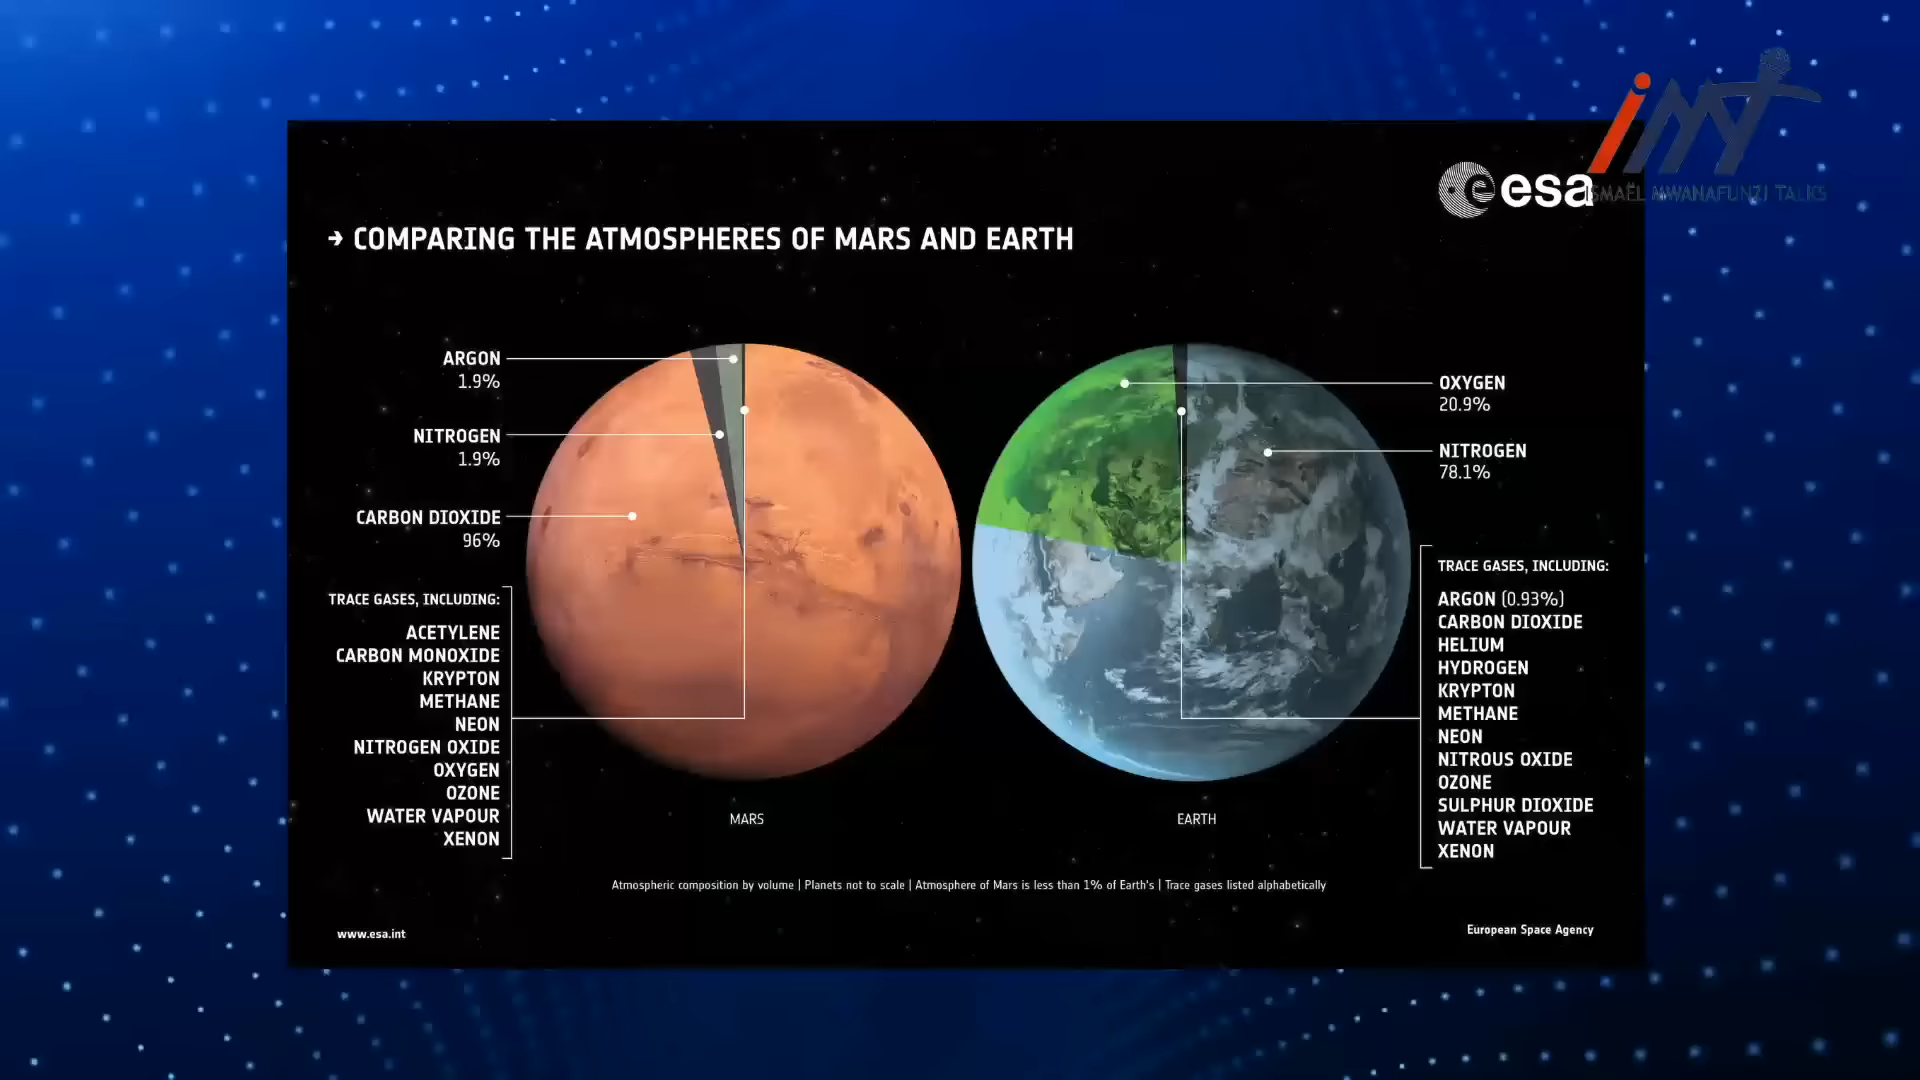 iMT
ISMAËL MWANAFUNZI TALKS
esa
→ COMPARING THE ATMOSPHERES OF MARS AND EARTH
ARGON
1.9%
NITROGEN
1.9%
CARBON DIOXIDE
96%
TRACE GASES, INCLUDING:
ACETYLENE
CARBON MONOXIDE
KRYPTON
METHANE
NEON
NITROGEN OXIDE
OXYGEN
OZONE
WATER VAPOUR
XENON
MARS
OXYGEN
20.9%
NITROGEN
78.1%
TRACE GASES, INCLUDING:
ARGON (0.93%)
CARBON DIOXIDE
HELIUM
HYDROGEN
KRYPTON
METHANE
NEON
NITROUS OXIDE
OZONE
SULPHUR DIOXIDE
WATER VAPOUR
XENON
EARTH
Atmospheric composition by volume | Planets not to scale | Atmosphere of Mars is less than 1% of Earth's | Trace gases listed alphabetically
www.esa.int
European Space Agency